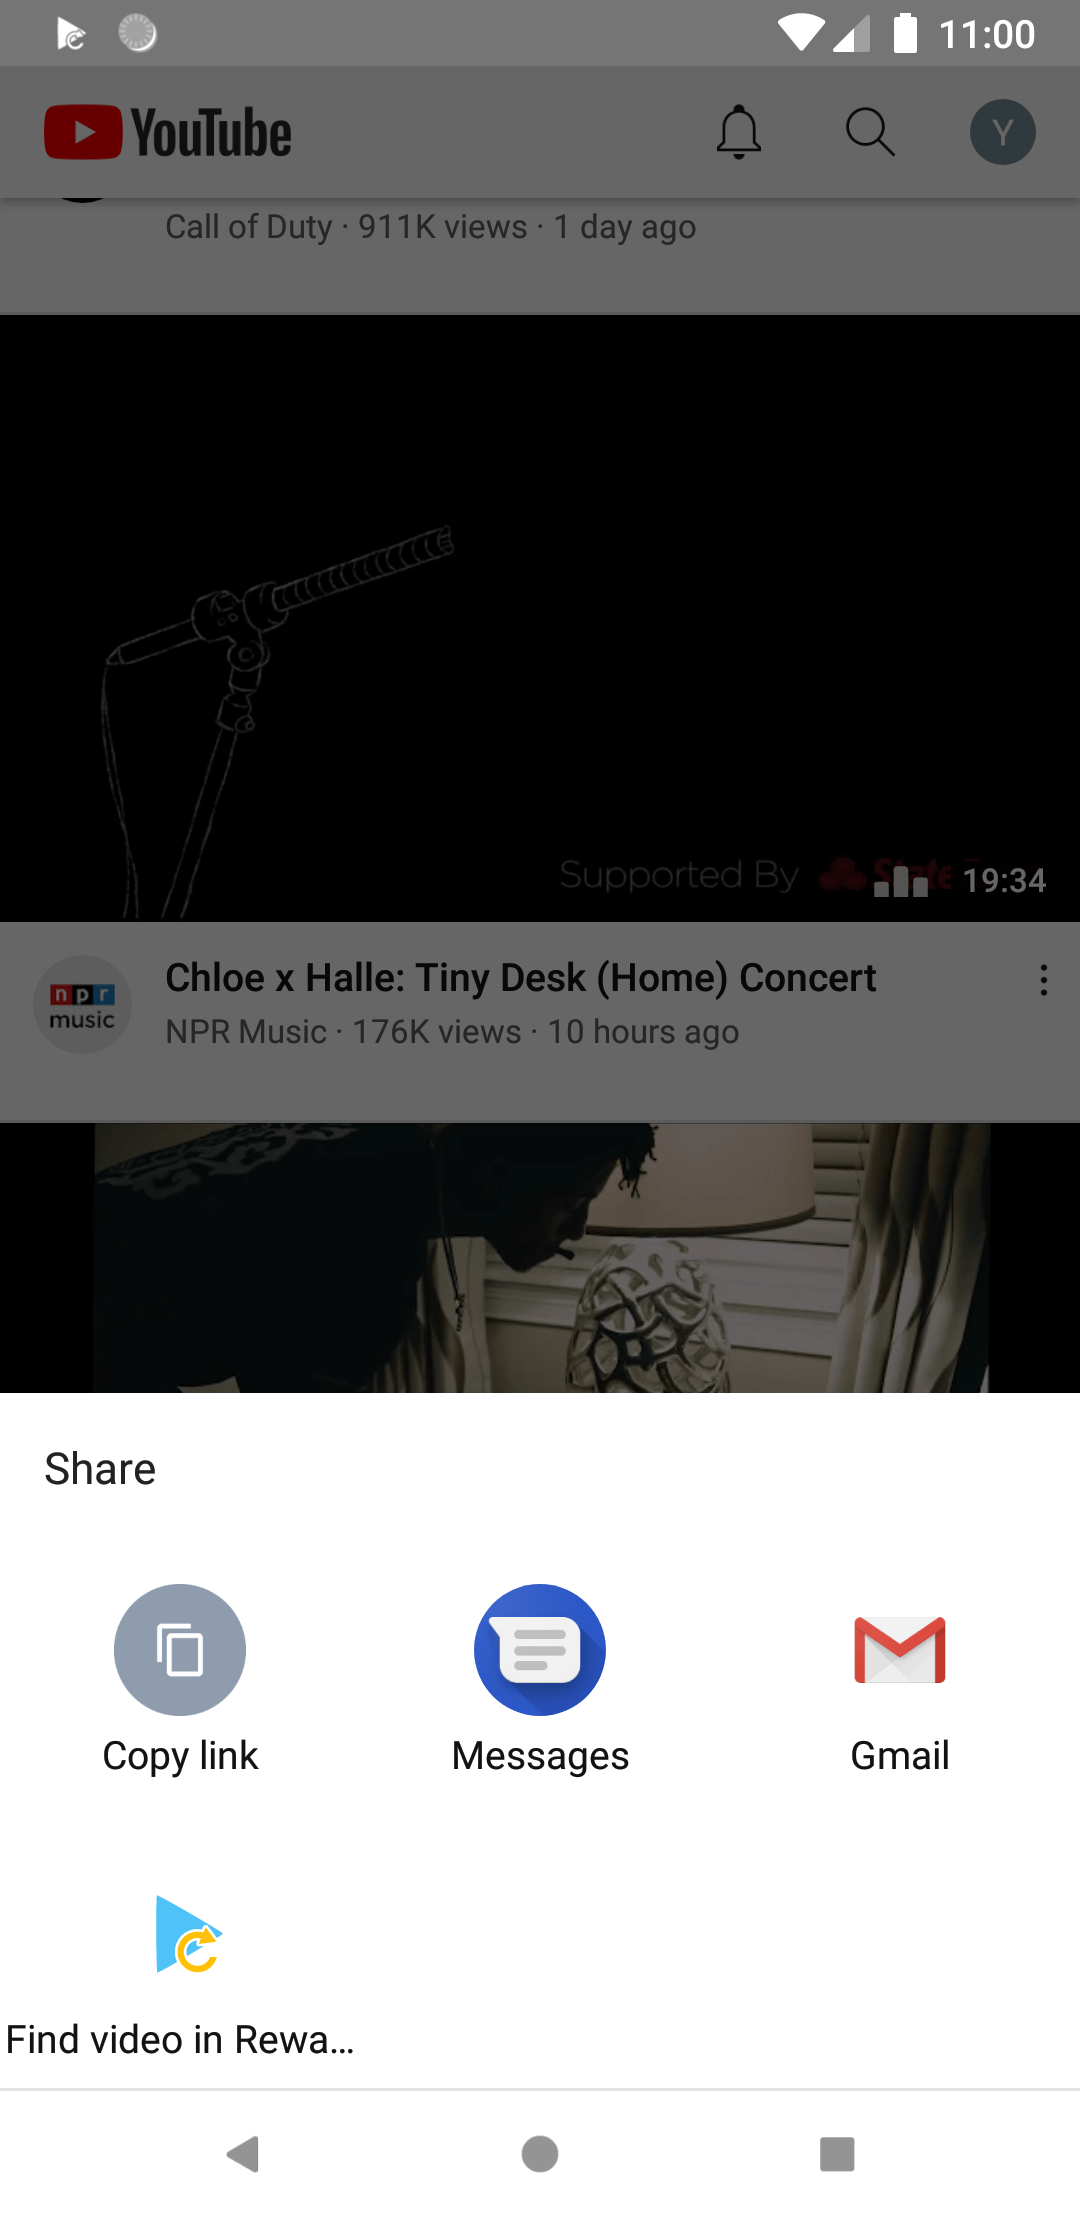 11:00
YouTube
Y
Call of Duty · 911K views · 1 day ago
Supported By State
19:34
npr
music
Chloe x Halle: Tiny Desk (Home) Concert
NPR Music · 176K views · 10 hours ago
Share
Copy link
Messages
Gmail
Find video in Rewa...